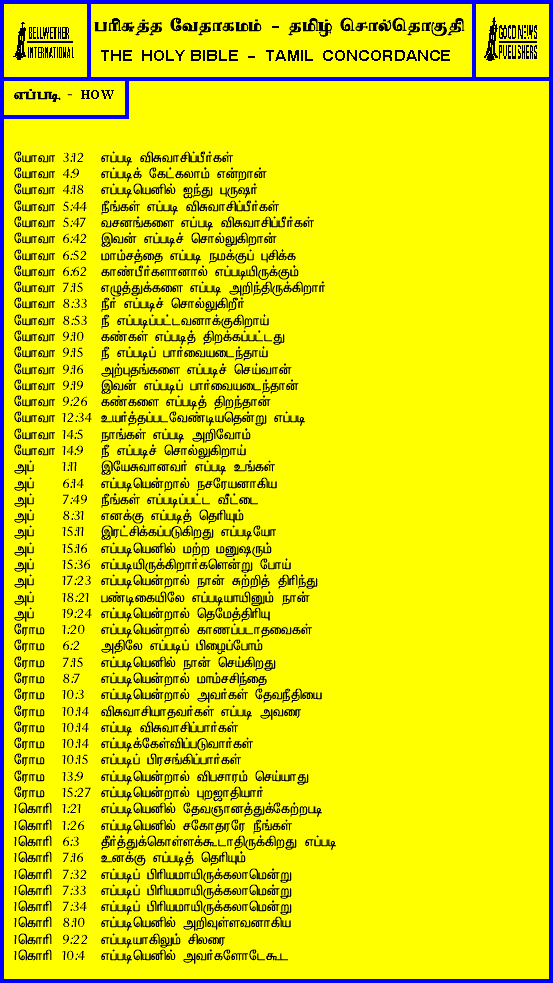 BELLWETHER
INTERNATIONAL
பரிசுத்த வேதாகமம் - தமிழ் சொல்தொகுதி
THE HOLY BIBLE - TAMIL CONCORDANCE
GOOD NEWS
PUBLISHERS
எப்படி - HOW
யோவா 3:12 எப்படி விசுவாசிப்பீர்கள்
யோவா 4:9 எப்படிக் கேட்கலாம் என்றான்
யோவா 4:18 எப்படியெனில் ஐந்து புருஷர்
யோவா 5:44 நீங்கள் எப்படி விசுவாசிப்பீர்கள்
யோவா 5:47 வசனங்களை எப்படி விசுவாசிப்பீர்கள்
யோவா 6:42 இவன் எப்படிச் சொல்லுகிறான்
யோவா 6:52 மாம்சத்தை எப்படி நமக்குப் புசிக்க
யோவா 6:62 காண்பீர்களானால் எப்படியிருக்கும்
யோவா 7:15 எழுத்துக்களை எப்படி அறிந்திருக்கிறார்
யோவா 8:33 நீர் எப்படிச் சொல்லுகிறீர்
யோவா 8:53 நீ எப்படிப்பட்டவனாக்குகிறாய்
யோவா 9:10 கண்கள் எப்படித் திறக்கப்பட்டது
யோவா 9:15 நீ எப்படிப் பார்வையடைந்தாய்
யோவா 9:16 அற்புதங்களை எப்படிச் செய்வான்
யோவா 9:19 இவன் எப்படிப் பார்வையடைந்தான்
யோவா 9:26 கண்களை எப்படித் திறந்தான்
யோவா 12:34 உயர்த்தப்படவேண்டியதென்று எப்படி
யோவா 14:5 நாங்கள் எப்படி அறிவோம்
யோவா 14:9 நீ எப்படிச் சொல்லுகிறாய்
அப் 1:11 இயேசுவானவர் எப்படி உங்கள்
அப் 6:14 எப்படியென்றால் நசரேயனாகிய
அப் 7:49 நீங்கள் எப்படிப்பட்ட வீட்டை
அப் 8:31 எனக்கு எப்படித் தெரியும்
அப் 15:11 இரட்சிக்கப்படுகிறது எப்படியோ
அப் 15:16 எப்படியெனில் மற்ற மனுஷரும்
அப் 15:36 எப்படியிருக்கிறார்களென்று போய்
அப் 17:23 எப்படியென்றால் நான் சுற்றித் திரிந்து
அப் 18:21 பண்டிகையிலே எப்படியாயினும் நான்
அப் 19:24 எப்படியென்றால் தெமேத்திரியு
ரோம 1:20 எப்படியென்றால் காணப்படாதவைகள்
ரோம 6:2 அதிலே எப்படிப் பிழைப்போம்
ரோம 7:15 எப்படியெனில் நான் செய்கிறது
ரோம 8:7 எப்படியென்றால் மாம்சசிந்தை
ரோம 10:3 எப்படியென்றால் அவர்கள் தேவநீதியை
ரோம 10:14 விசுவாசியாதவர்கள் எப்படி அவரை
ரோம 10:14 எப்படி விசுவாசிப்பார்கள்
ரோம 10:14 எப்படிக்கேள்விப்படுவார்கள்
ரோம 10:15 எப்படிப் பிரசங்கிப்பார்கள்
ரோம 13:9 எப்படியென்றால் விபசாரம் செய்யாது
ரோம 15:27 எப்படியென்றால் புறஜாதியார்
1கொரி 1:21 எப்படியெனில் தேவஞானத்துக்கேற்றபடி
1கொரி 1:26 எப்படியெனில் சகோதரரே நீங்கள்
1கொரி 6:3 தீர்த்துக்கொள்ளக்கூடாதிருக்கிறது எப்படி
1கொரி 7:16 உனக்கு எப்படித் தெரியும்
1கொரி 7:32 எப்படிப் பிரியமாயிருக்கலாமென்று
1கொரி 7:33 எப்படிப் பிரியமாயிருக்கலாமென்று
1கொரி 7:34 எப்படிப் பிரியமாயிருக்கலாமென்று
1கொரி 8:10 எப்படியெனில் அறிவுள்ளவனாகிய
1கொரி 9:22 எப்படியாகிலும் சிலரை
1கொரி 10:4 எப்படியெனில் அவர்களோடேகூட